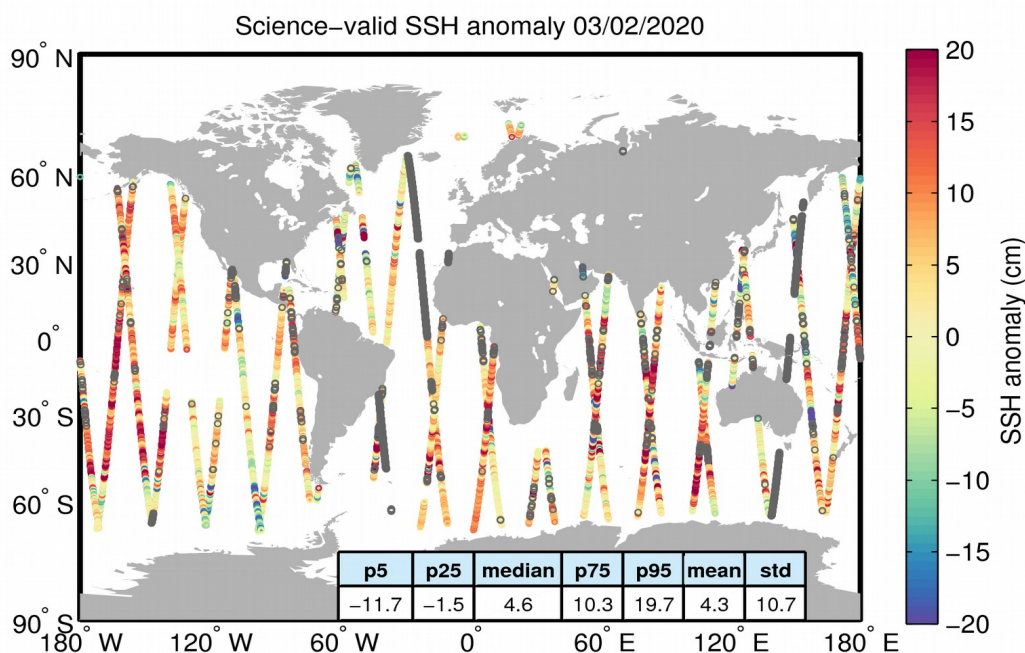 Science−valid SSH anomaly 03/02/2020
90° N
60° N
30° N
0°
30° S
60° S
90° S
180° W
120° W
60° W
0°
60° E
120° E
180° E
p5 p25 median p75 p95 mean std
−11.7 −1.5 4.6 10.3 19.7 4.3 10.7
20
15
10
5
0
−5
−10
−15
−20
SSH anomaly (cm)